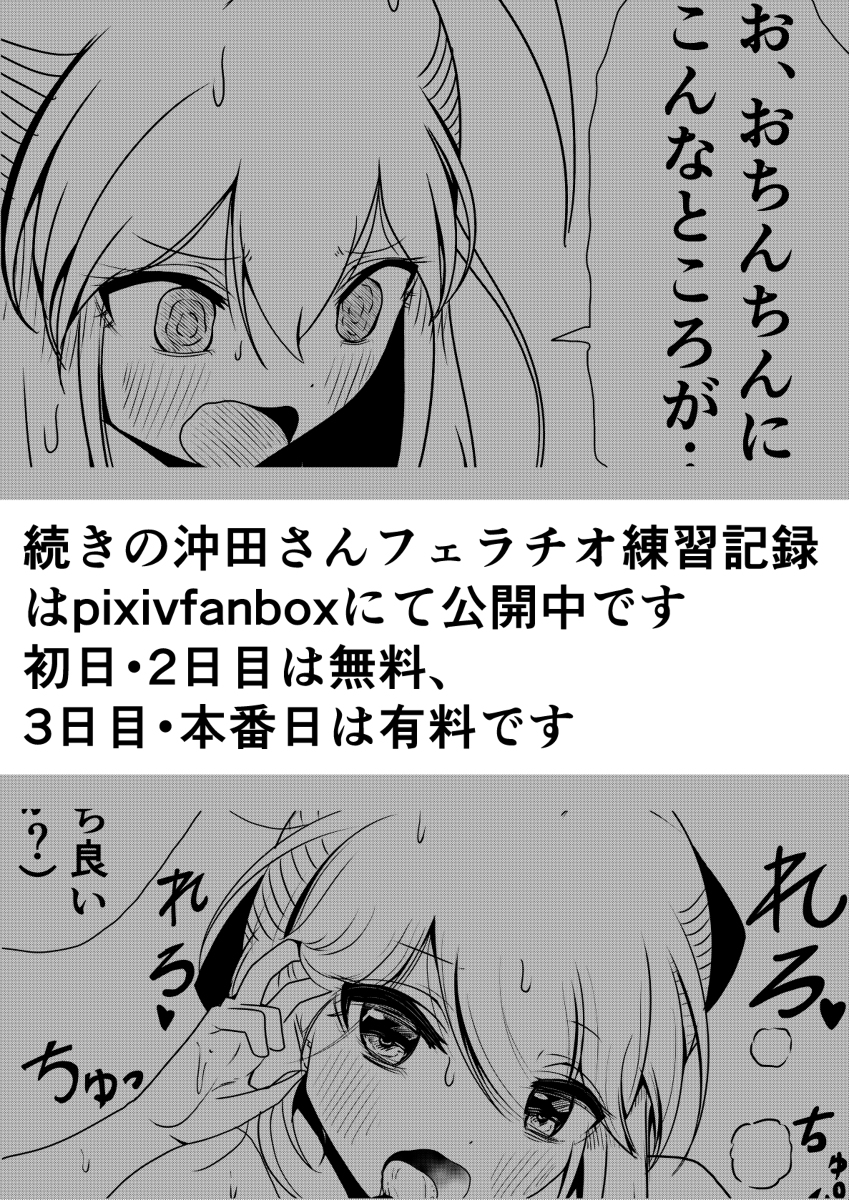 お、おちんちんに
こんなところが・・
続きの沖田さんフェラチオ練習記録
はpixivfanboxにて公開中です
初日・2日目は無料、
3日目・本番日は有料です
れろ♥
ち良い
？・）
れろ♥
ちゅっ
ちゅ